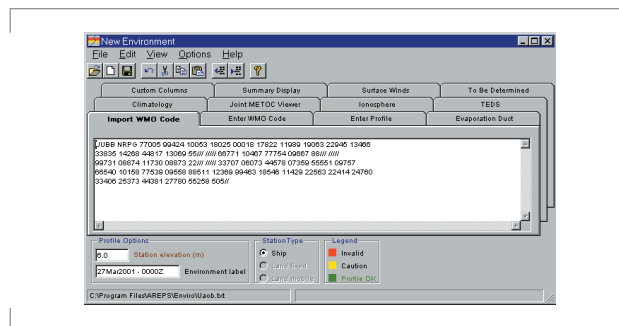 New Environment
File Edit View Options Help
Custom Columns Summary Display Surface Winds To Be Determined
Climatology Joint METOC Viewer Ionosphere TEDS
Import WMO Code Enter WMO Code Enter Profile Evaporation Duct
UUBB NRPG 77005 99424 10053 18025 00018 17822 11989 19063 22945 13466
33835 14268 44817 13069 55/// ///// 66771 10467 77754 09667 88/// /////
99731 08874 11730 08873 22/// ///// 33707 06073 44578 07359 55551 09757
66540 10158 77539 09558 88511 12369 99463 18546 11429 22563 22414 24760
33406 25373 44381 27780 55258 505//
Profile Options StationType Legend
6.0 Station elevation (m) Ship Invalid
Land fixed Caution
27Mar2001 - 0000Z Environment label Land mobile Profile OK
C:\Program Files\AREPS\Enviro\Uaob.txt